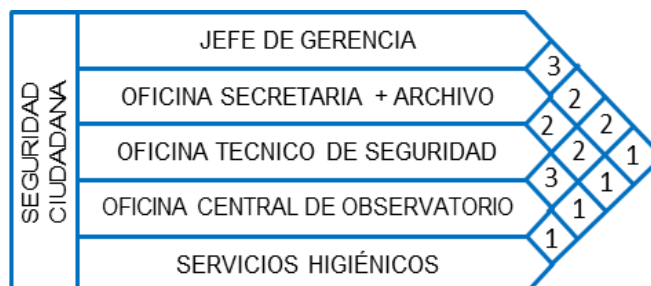 SEGURIDAD
CIUDADANA
JEFE DE GERENCIA
OFICINA SECRETARIA + ARCHIVO
OFICINA TECNICO DE SEGURIDAD
OFICINA CENTRAL DE OBSERVATORIO
SERVICIOS HIGIÉNICOS
3
2
2
2
2
1
3
1
1
1